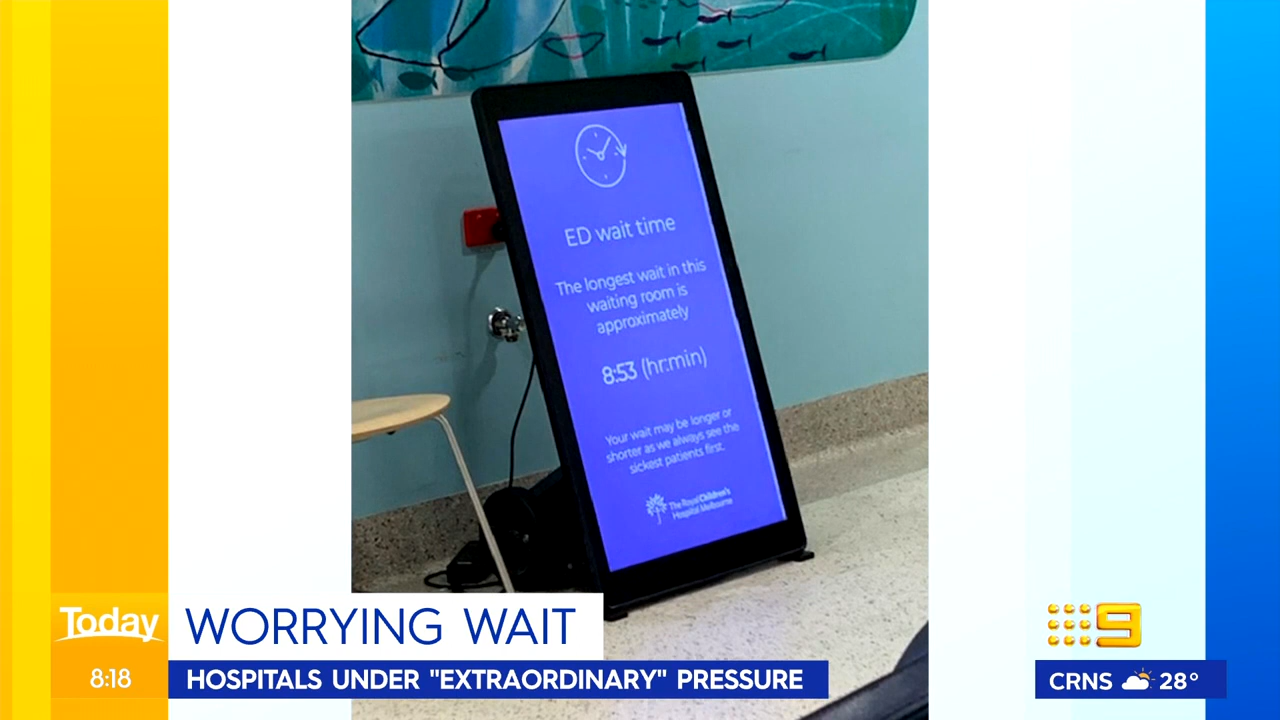 ED wait time
The longest wait in this
waiting room is
approximately
8:53 (hr:min)
Your wait may be longer or
shorter as we always see the
sickest patients first.
The Royal Children's
Hospital Melbourne
Today
WORRYING WAIT
9
8:18
HOSPITALS UNDER "EXTRAORDINARY" PRESSURE
CRNS 28°